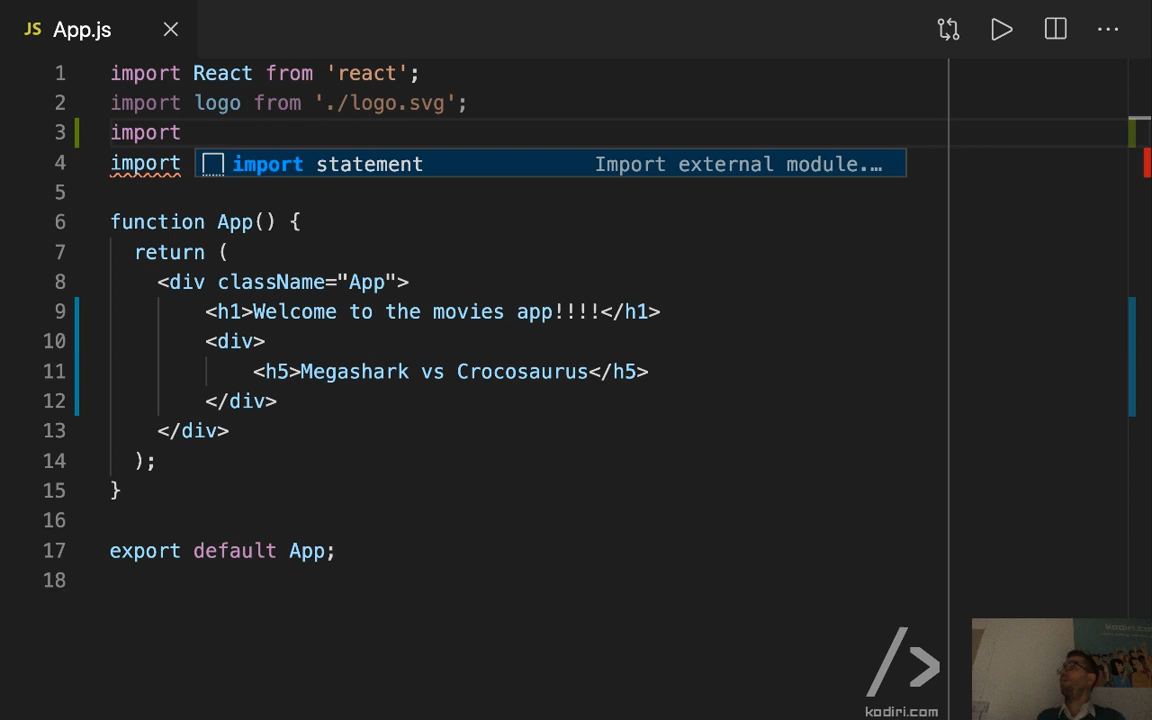 JS App.js
1 import React from 'react';
2 import logo from './logo.svg';
3 import
4 import
import statement Import external module.…
5
6 function App() {
7 return (
8 <div className="App">
9 <h1>Welcome to the movies app!!!!</h1>
10 <div>
11 <h5>Megashark vs Crocosaurus</h5>
12 </div>
13 </div>
14 );
15 }
16
17 export default App;
18
/>
kodiri.com
kodiri.com